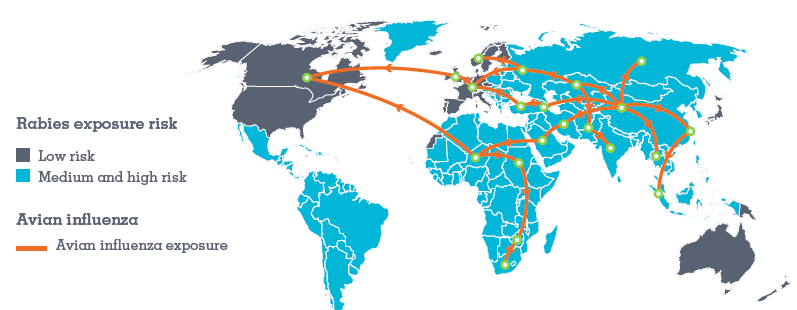 Rabies exposure risk
Low risk
Medium and high risk
Avian influenza
Avian influenza exposure